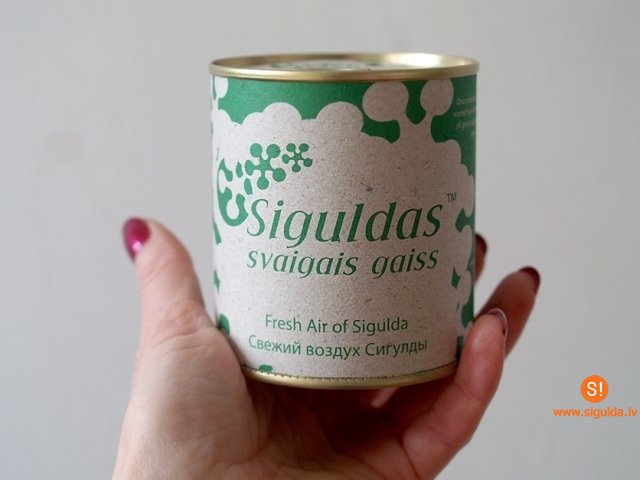 Siguldas™
svaigais gaiss
Fresh Air of Sigulda
Свежий воздух Сигулды
S!
www.sigulda.lv